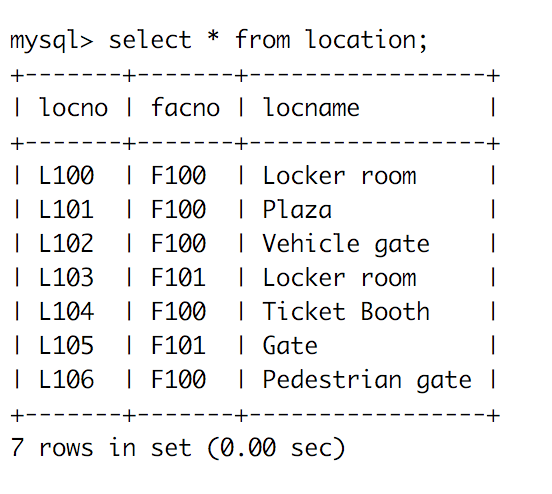 mysql> select * from location;
+-------+-------+-----------------+
| locno | facno | locname         |
+-------+-------+-----------------+
| L100  | F100  | Locker room     |
| L101  | F100  | Plaza           |
| L102  | F100  | Vehicle gate    |
| L103  | F101  | Locker room     |
| L104  | F100  | Ticket Booth    |
| L105  | F101  | Gate            |
| L106  | F100  | Pedestrian gate |
+-------+-------+-----------------+
7 rows in set (0.00 sec)